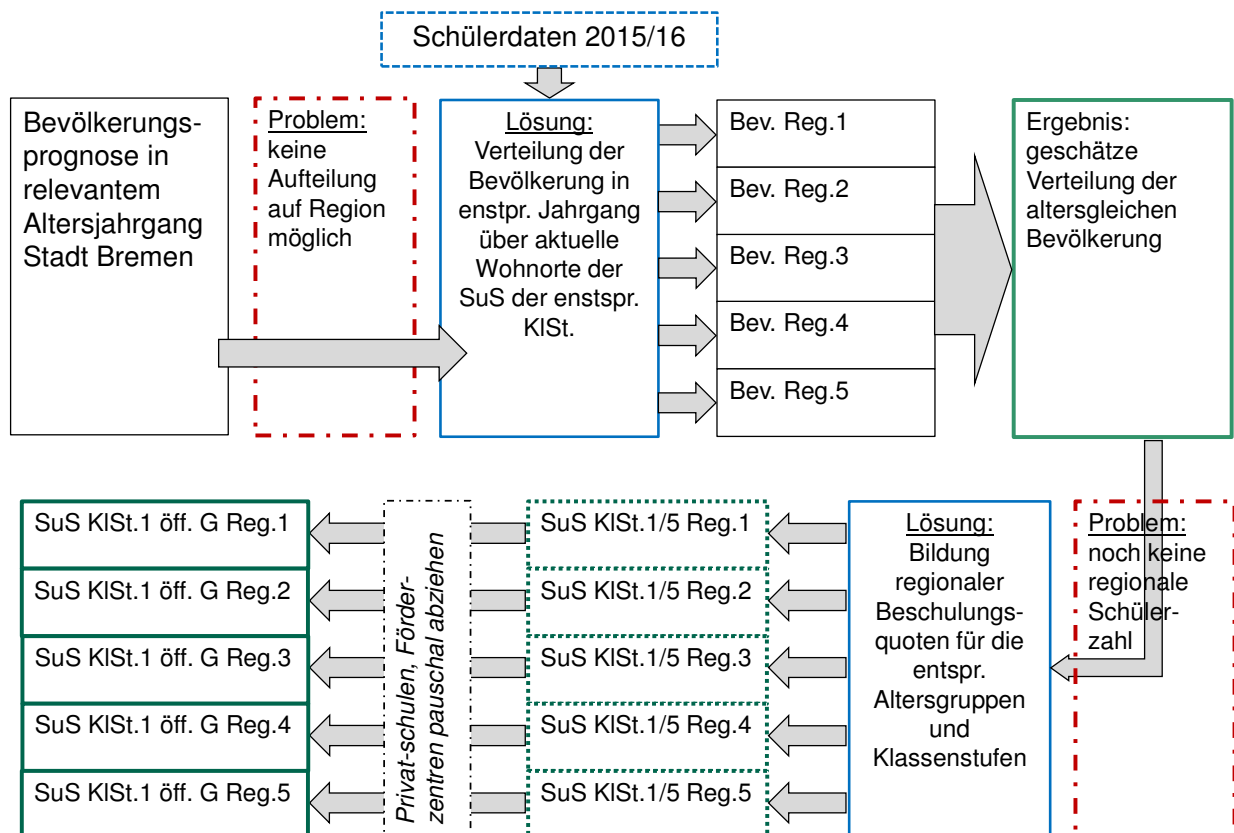 Schülerdaten 2015/16
Bevölkerungs-
prognose in
relevantem
Altersjahrgang
Stadt Bremen
Problem:
keine
Aufteilung
auf Region
möglich
Lösung:
Verteilung der
Bevölkerung in
enstpr. Jahrgang
über aktuelle
Wohnorte der
SuS der enstspr.
KlSt.
Bev. Reg.1
Bev. Reg.2
Bev. Reg.3
Bev. Reg.4
Bev. Reg.5
Ergebnis:
geschätze
Verteilung der
altersgleichen
Bevölkerung
SuS KlSt.1 öff. G Reg.1
SuS KlSt.1 öff. G Reg.2
SuS KlSt.1 öff. G Reg.3
SuS KlSt.1 öff. G Reg.4
SuS KlSt.1 öff. G Reg.5
Privat-schulen, Förder-
zentren pauschal abziehen
SuS KlSt.1/5 Reg.1
SuS KlSt.1/5 Reg.2
SuS KlSt.1/5 Reg.3
SuS KlSt.1/5 Reg.4
SuS KlSt.1/5 Reg.5
Lösung:
Bildung
regionaler
Beschulungs-
quoten für die
entspr.
Altersgruppen
und
Klassenstufen
Problem:
noch keine
regionale
Schüler-
zahl